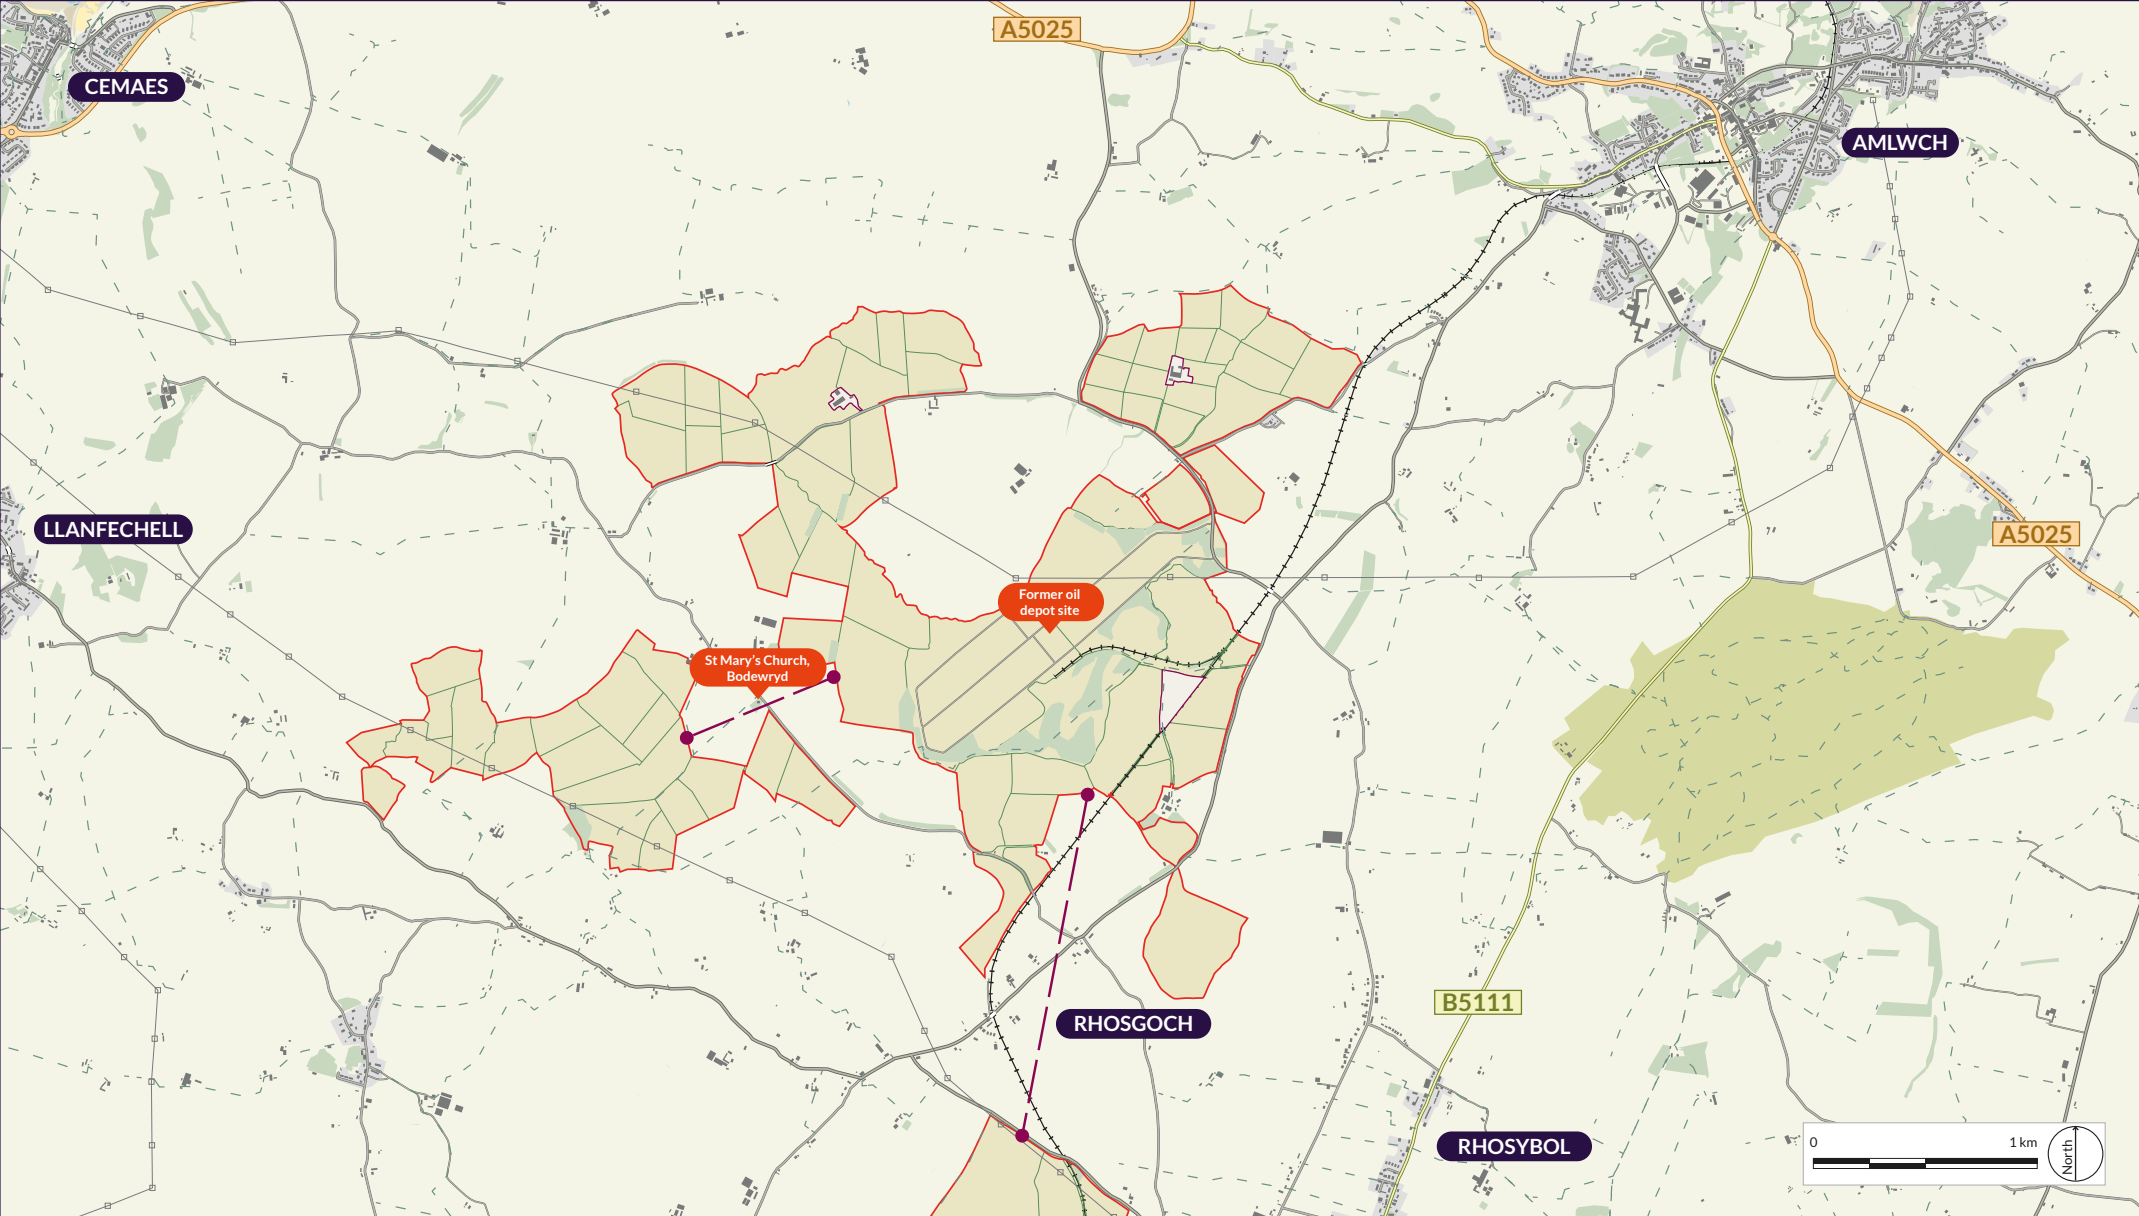 A5025
CEMAES
AMLWCH
LLANFECHELL
A5025
Former oil
depot site
St Mary's Church,
Bodewryd
B5111
RHOSGOCH
RHOSYBOL
0
1 km
North